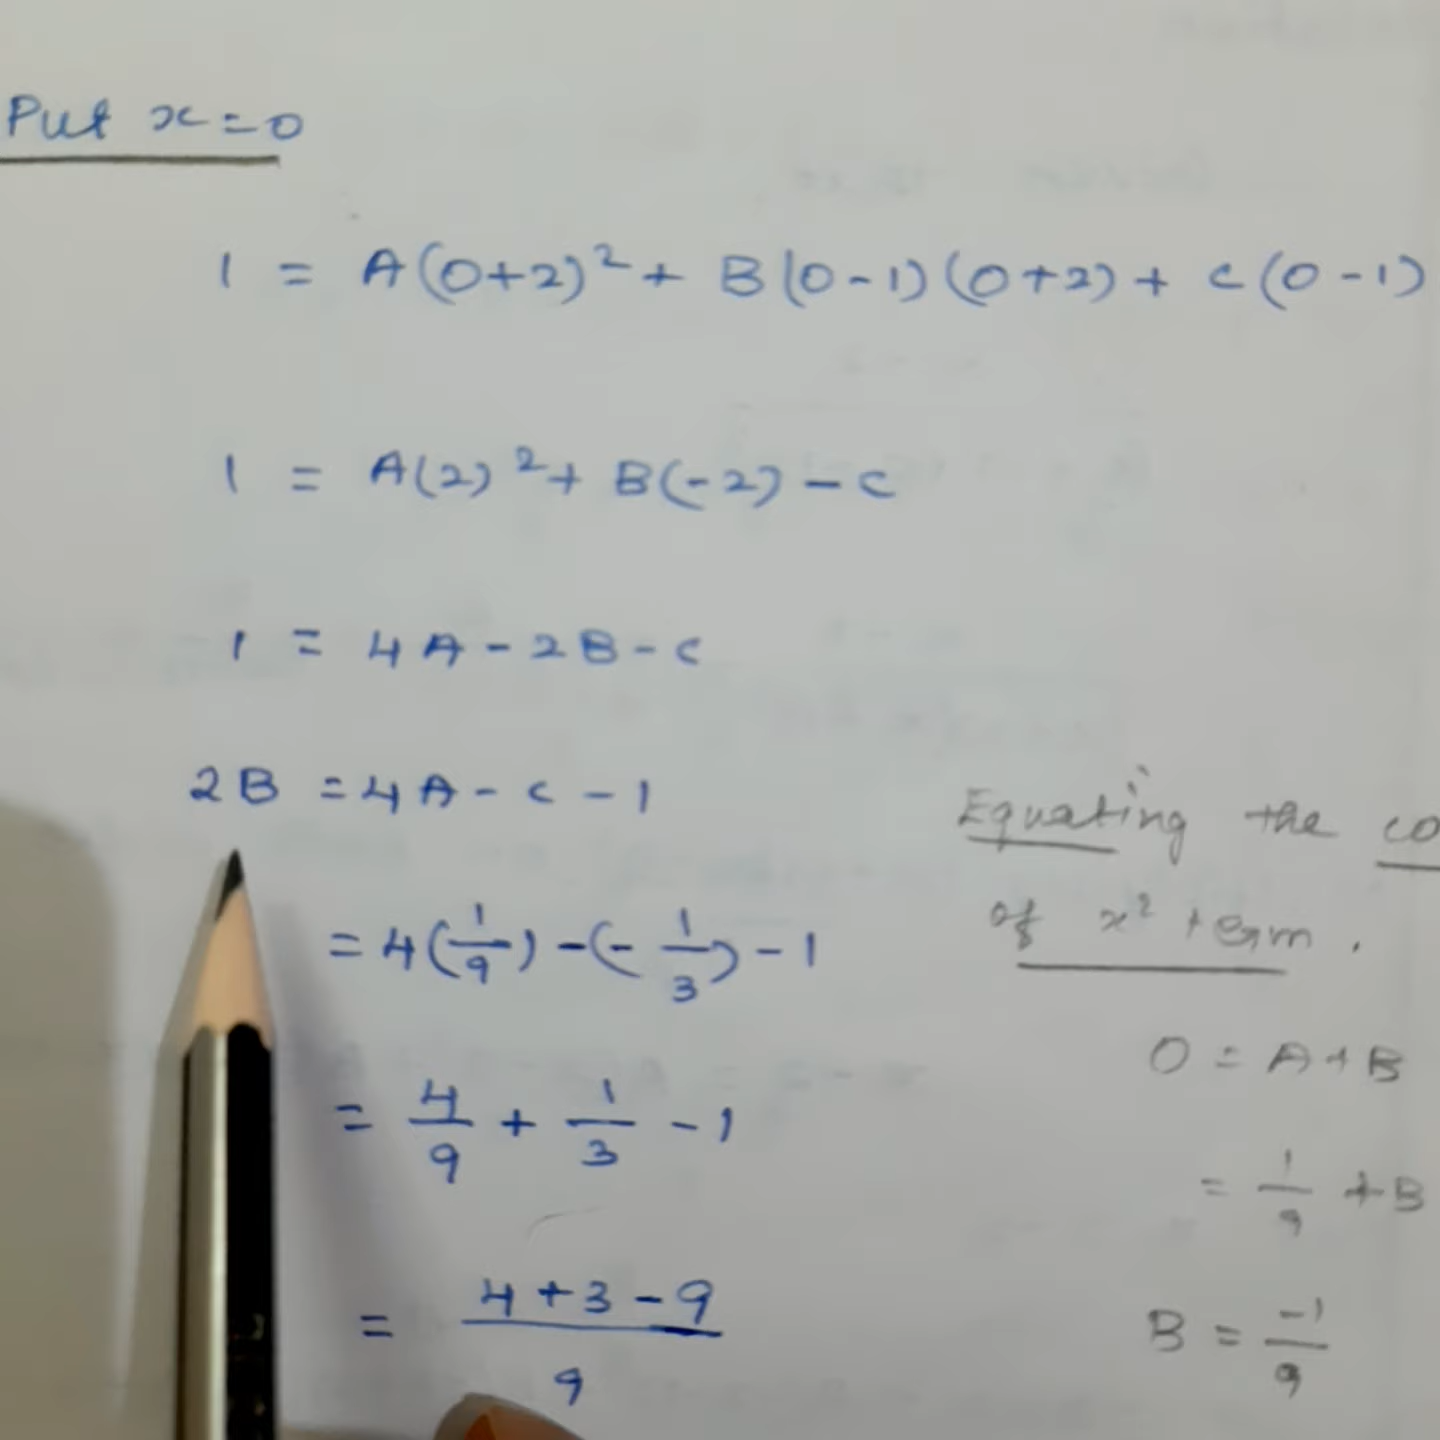 Put x=0
1 = A(0+2)² + B(0-1)(0+2) + C(0-1)
1 = A(2)² + B(-2) - C
1 = 4A - 2B - C
2B = 4A - C - 1
= 4(1/9) - (-1/3) - 1
= 4/9 + 1/3 - 1
= (4+3-9)/9
Equating the co
of x² term.
0 = A+B
= 1/9 + B
B = -1/9